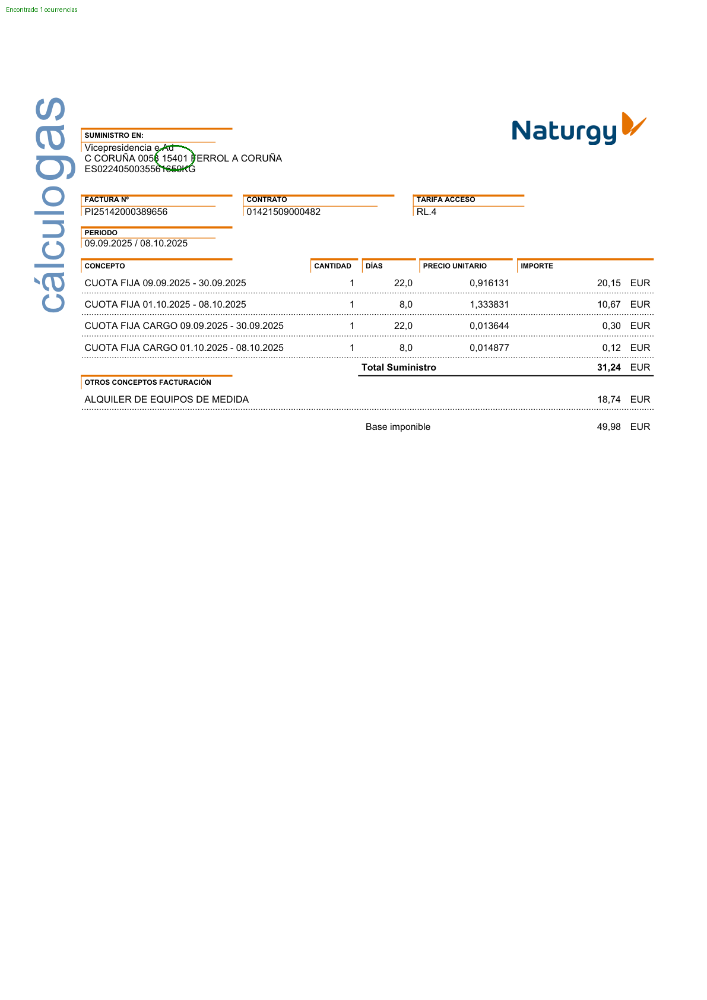 Encontrado: 1 ocurrencias
cálculogas
Naturgy
SUMINISTRO EN:
Vicepresidencia e Ad
C CORUÑA 0058 15401 FERROL A CORUÑA
ES0224050035561659KG
FACTURA Nº CONTRATO TARIFA ACCESO
PI25142000389656 01421509000482 RL.4
PERIODO
09.09.2025 / 08.10.2025
CONCEPTO CANTIDAD DÍAS PRECIO UNITARIO IMPORTE
CUOTA FIJA 09.09.2025 - 30.09.2025 1 22,0 0,916131 20,15 EUR
CUOTA FIJA 01.10.2025 - 08.10.2025 1 8,0 1,333831 10,67 EUR
CUOTA FIJA CARGO 09.09.2025 - 30.09.2025 1 22,0 0,013644 0,30 EUR
CUOTA FIJA CARGO 01.10.2025 - 08.10.2025 1 8,0 0,014877 0,12 EUR
Total Suministro 31,24 EUR
OTROS CONCEPTOS FACTURACIÓN
ALQUILER DE EQUIPOS DE MEDIDA 18,74 EUR
Base imponible 49,98 EUR